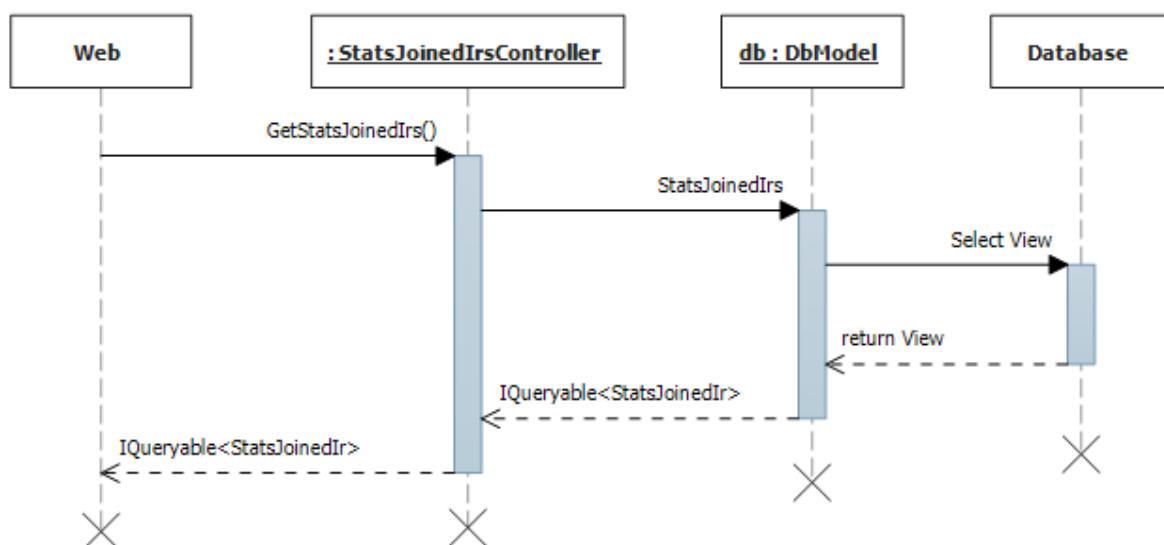 Web
: StatsJoinedIrsController
db : DbModel
Database
GetStatsJoinedIrs()
StatsJoinedIrs
Select View
return View
IQueryable<StatsJoinedIr>
IQueryable<StatsJoinedIr>